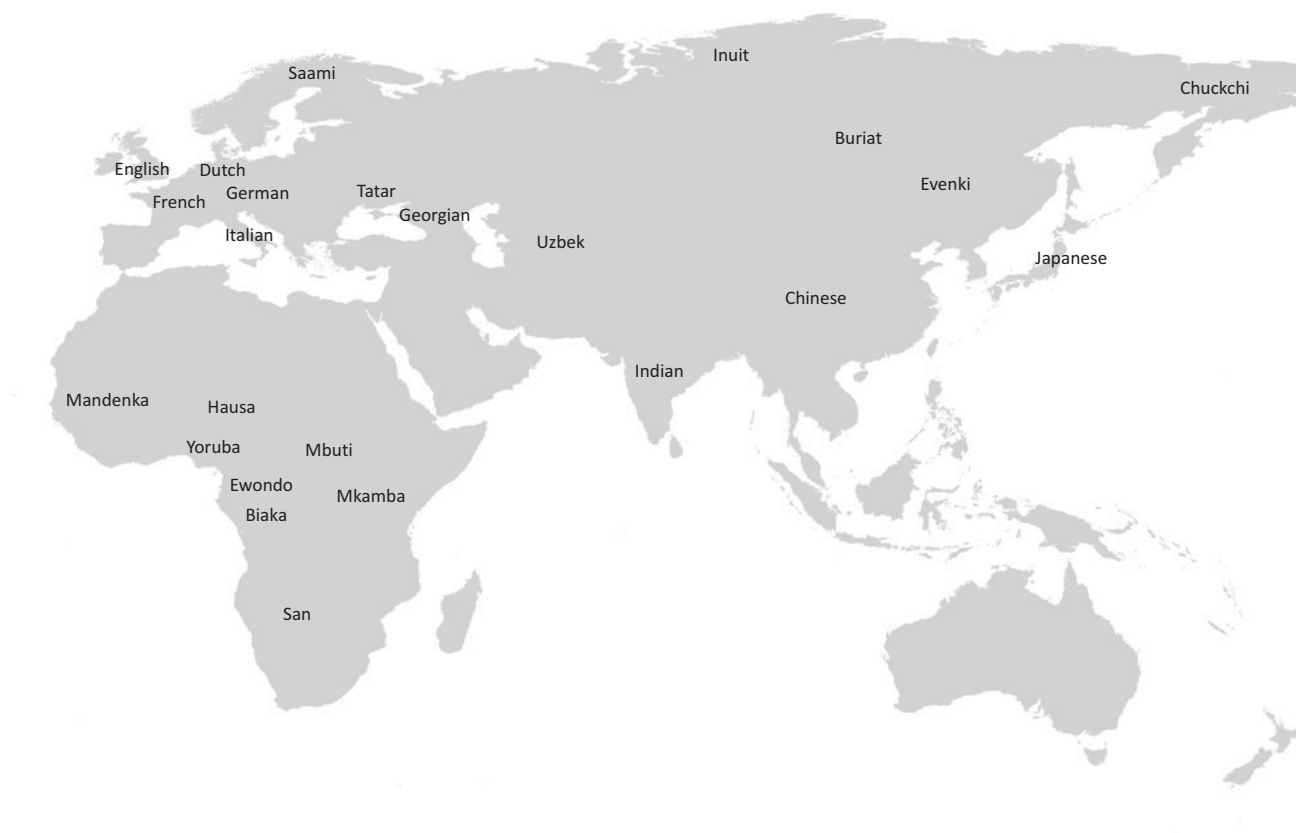 Inuit
Saami
Chuckchi
Buriat
English
Dutch
Evenki
German
Tatar
French
Georgian
Italian
Uzbek
Japanese
Chinese
Indian
Mandenka
Hausa
Yoruba
Mbuti
Ewondo
Mkamba
Biaka
San